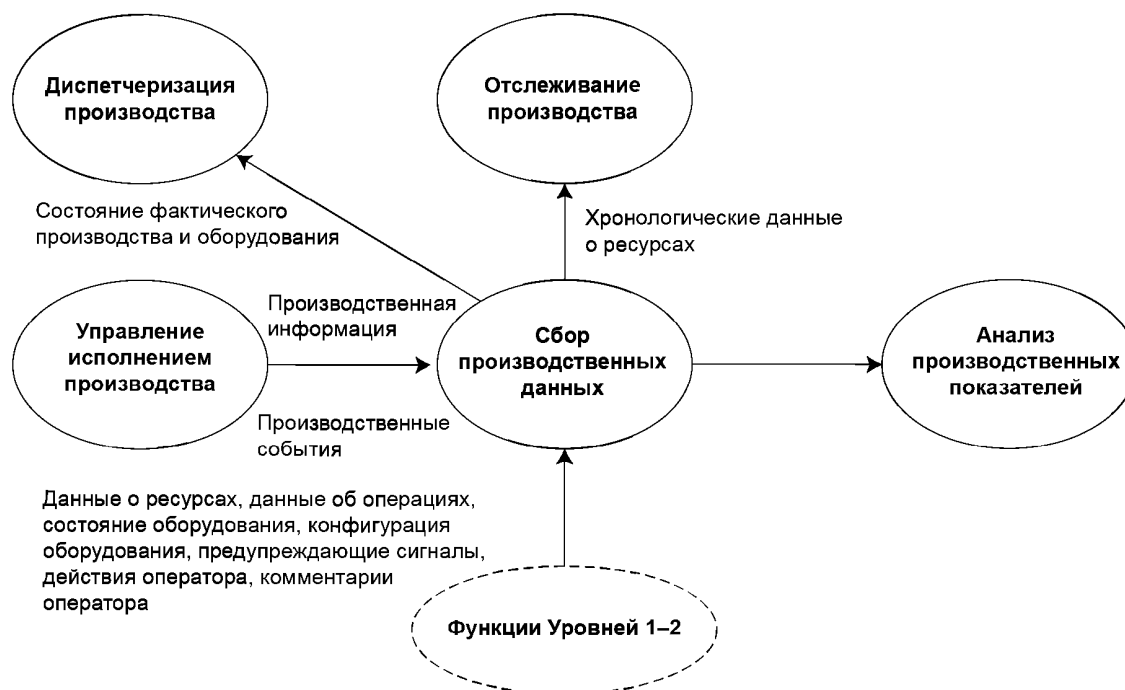 Диспетчеризация
производства
Отслеживание
производства
Состояние фактического
производства и оборудования
Хронологические данные
о ресурсах
Управление
исполнением
производства
Производственная
информация
Производственные
события
Сбор
производственных
данных
Анализ
производственных
показателей
Данные о ресурсах, данные об операциях,
состояние оборудования, конфигурация
оборудования, предупреждающие сигналы,
действия оператора, комментарии
оператора
Функции Уровней 1–2